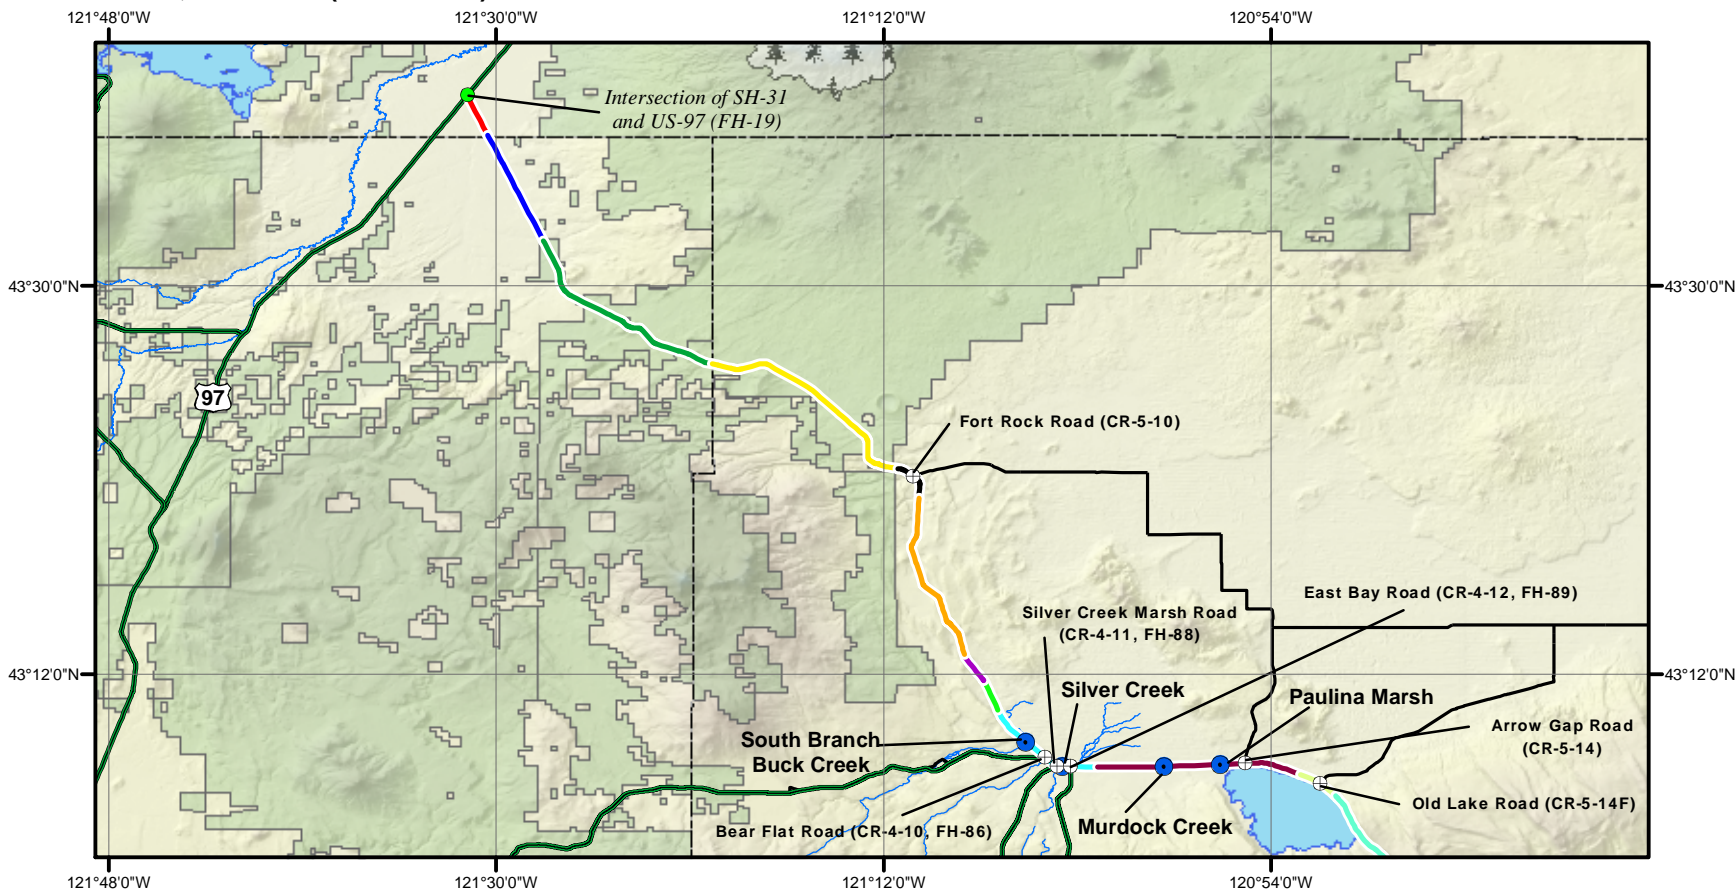 121°48'0"W
121°30'0"W
121°12'0"W
120°54'0"W
Intersection of SH-31
and US-97 (FH-19)
43°30'0"N
43°30'0"N
97
Fort Rock Road (CR-5-10)
East Bay Road (CR-4-12, FH-89)
Silver Creek Marsh Road
(CR-4-11, FH-88)
43°12'0"N
43°12'0"N
Silver Creek
Paulina Marsh
Arrow Gap Road
(CR-5-14)
South Branch
Buck Creek
Old Lake Road (CR-5-14F)
Bear Flat Road (CR-4-10, FH-86)
Murdock Creek
121°48'0"W
121°30'0"W
121°12'0"W
120°54'0"W